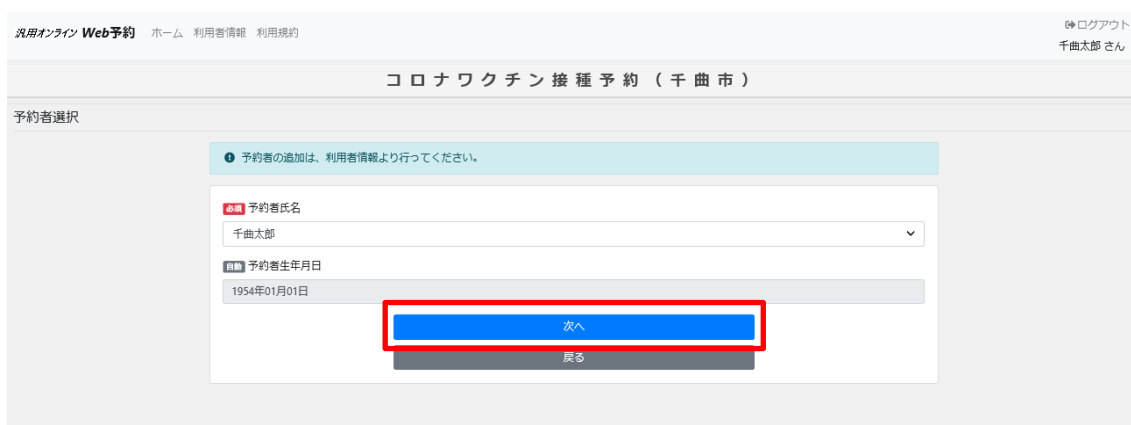 汎用オンライン Web予約 ホーム 利用者情報 利用規約
ログアウト
千曲太郎 さん
コロナワクチン接種予約（千曲市）
予約者選択
予約者の追加は、利用者情報より行ってください。
必須 予約者氏名
千曲太郎
自動 予約者生年月日
1954年01月01日
次へ
戻る